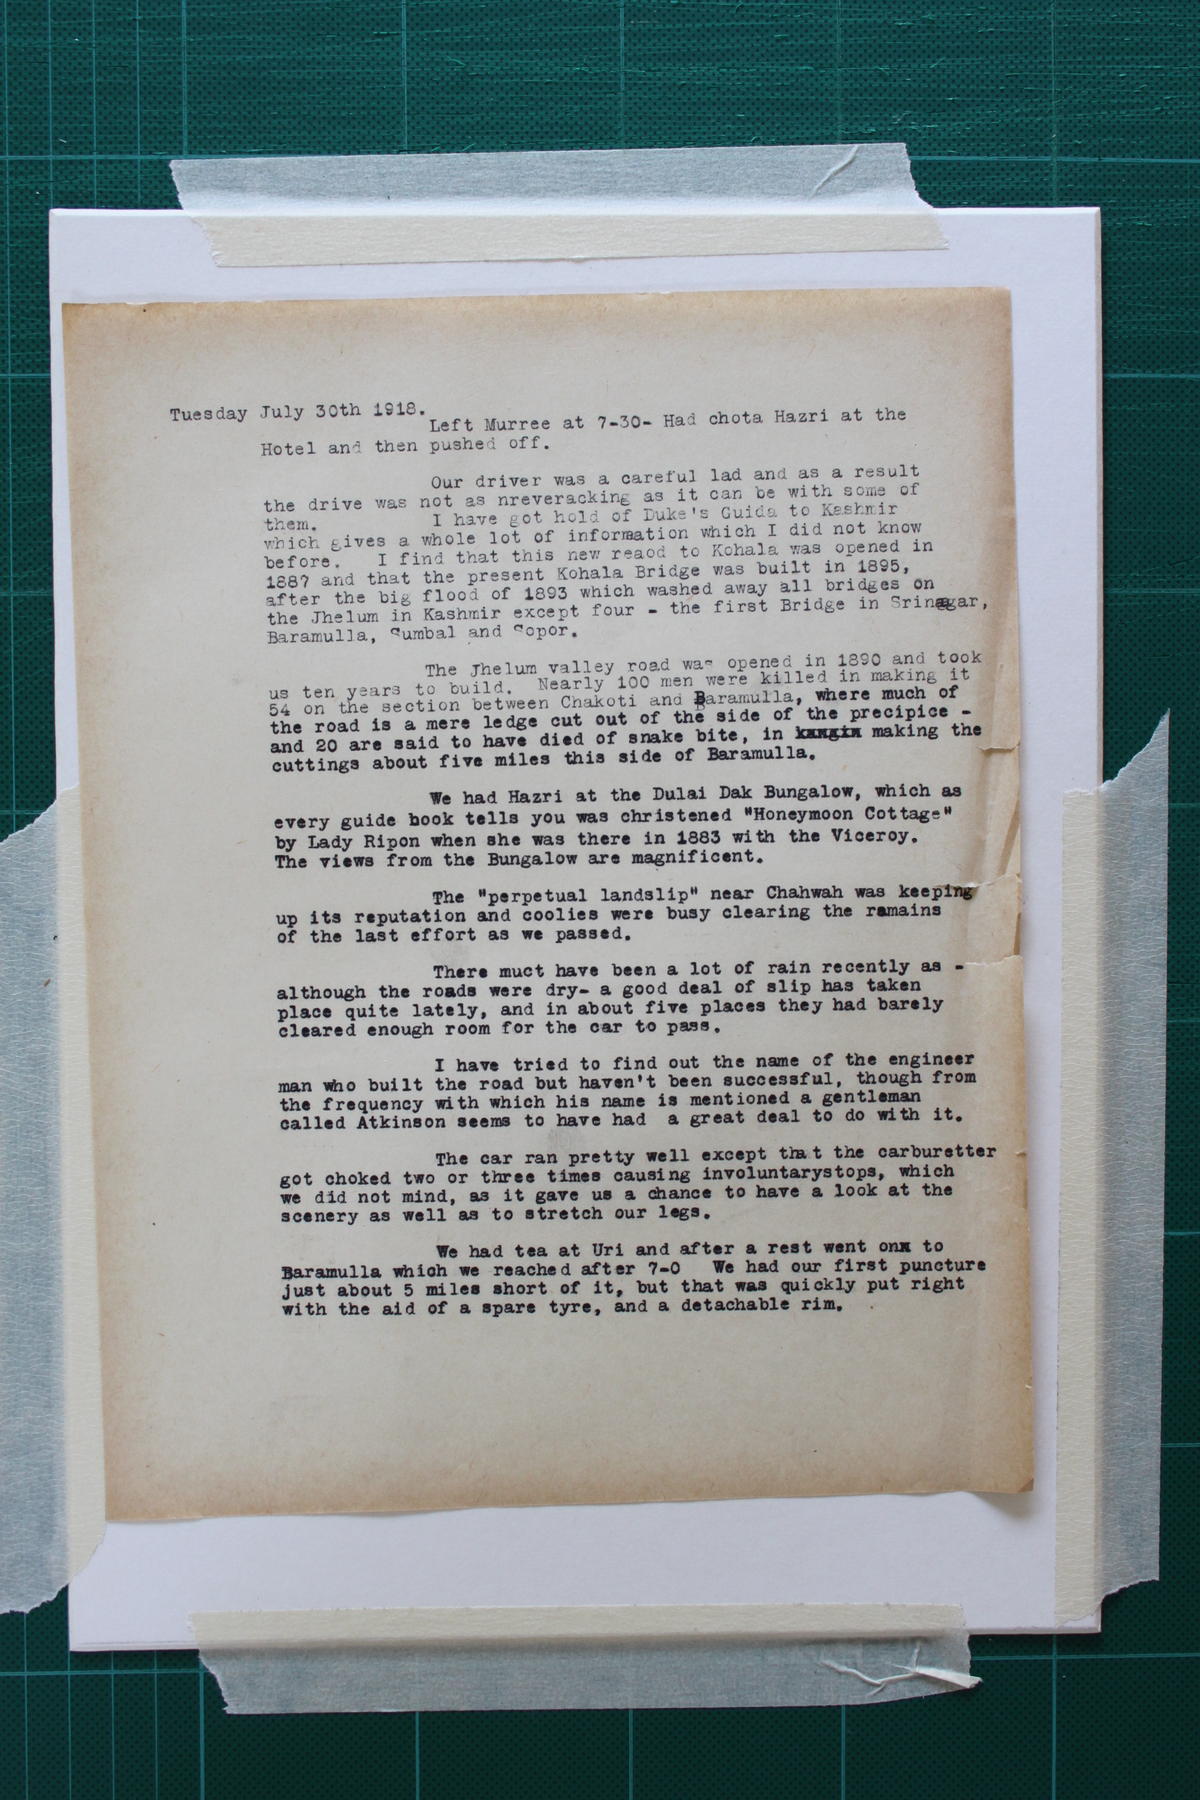 Tuesday July 30th 1918.
Left Murree at 7-30- Had chota Hazri at the
Hotel and then pushed off.
Our driver was a careful lad and as a result
the drive was not as nreveracking as it can be with some of
them. I have got hold of Duke's Guida to Kashmir
which gives a whole lot of information which I did not know
before. I find that this new reaod to Kohala was opened in
1887 and that the present Kohala Bridge was built in 1895,
after the big flood of 1893 which washed away all bridges on
the Jhelum in Kashmir except four - the first Bridge in Srinagar,
Baramulla, Sumbal and Sopor.
The Jhelum valley road was opened in 1890 and took
us ten years to build. Nearly 100 men were killed in making it
54 on the section between Chakoti and Baramulla, where much of
the road is a mere ledge cut out of the side of the precipice -
and 20 are said to have died of snake bite, in making the
cuttings about five miles this side of Baramulla.
We had Hazri at the Dulai Dak Bungalow, which as
every guide book tells you was christened "Honeymoon Cottage"
by Lady Ripon when she was there in 1883 with the Viceroy.
The views from the Bungalow are magnificent.
The "perpetual landslip" near Chahwah was keeping
up its reputation and coolies were busy clearing the remains
of the last effort as we passed.
There muct have been a lot of rain recently as -
although the roads were dry- a good deal of slip has taken
place quite lately, and in about five places they had barely
cleared enough room for the car to pass.
I have tried to find out the name of the engineer
man who built the road but haven't been successful, though from
the frequency with which his name is mentioned a gentleman
called Atkinson seems to have had a great deal to do with it.
The car ran pretty well except that the carburetter
got choked two or three times causing involuntarystops, which
we did not mind, as it gave us a chance to have a look at the
scenery as well as to stretch our legs.
We had tea at Uri and after a rest went onx to
Baramulla which we reached after 7-0 We had our first puncture
just about 5 miles short of it, but that was quickly put right
with the aid of a spare tyre, and a detachable rim.